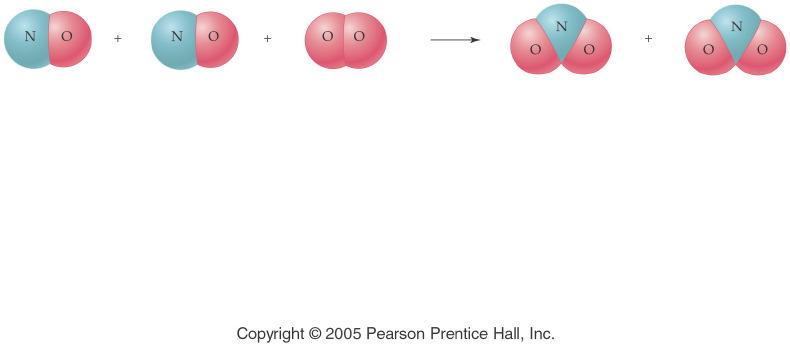 N O + N O + O O N O O + N O O
Copyright © 2005 Pearson Prentice Hall, Inc.